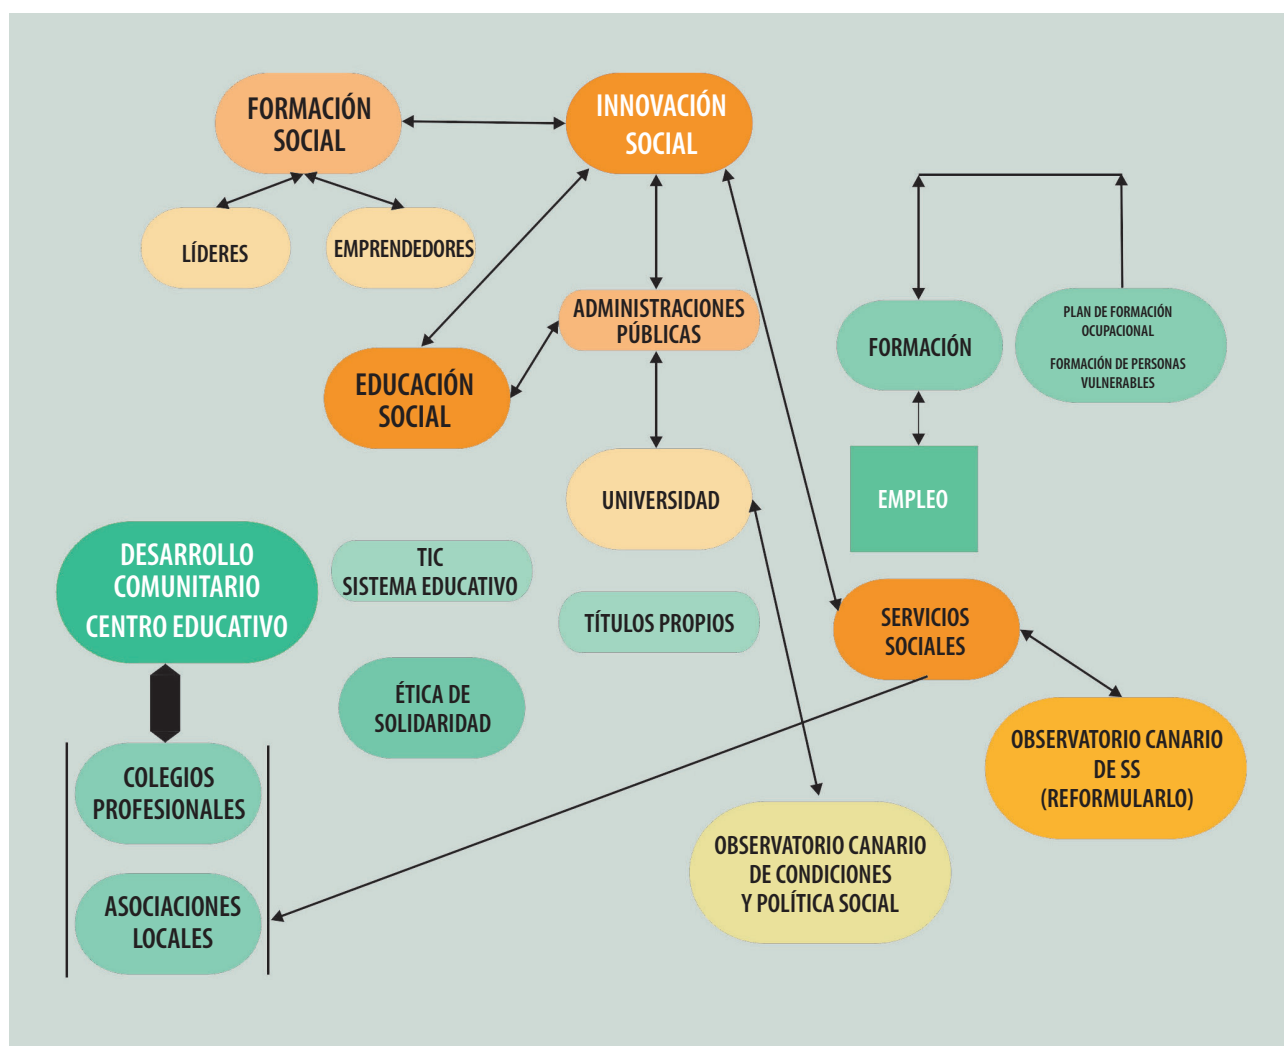 FORMACIÓN
SOCIAL
INNOVACIÓN
SOCIAL
LÍDERES
EMPRENDEDORES
ADMINISTRACIONES
PÚBLICAS
EDUCACIÓN
SOCIAL
FORMACIÓN
PLAN DE FORMACIÓN
OCUPACIONAL
FORMACIÓN DE PERSONAS
VULNERABLES
UNIVERSIDAD
EMPLEO
DESARROLLO
COMUNITARIO
CENTRO EDUCATIVO
TIC
SISTEMA EDUCATIVO
TÍTULOS PROPIOS
SERVICIOS
SOCIALES
ÉTICA DE
SOLIDARIDAD
COLEGIOS
PROFESIONALES
OBSERVATORIO CANARIO
DE SS
(REFORMULARLO)
OBSERVATORIO CANARIO
DE CONDICIONES
Y POLÍTICA SOCIAL
ASOCIACIONES
LOCALES